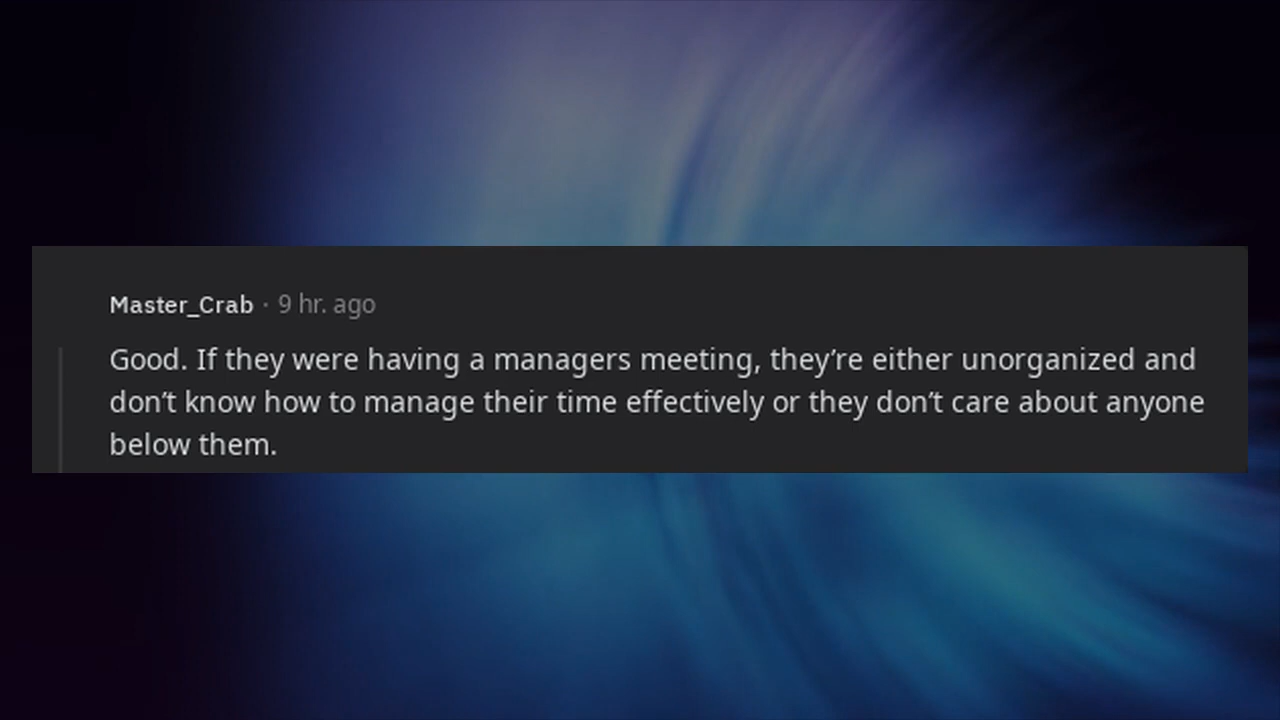 Master_Crab · 9 hr. ago
Good. If they were having a managers meeting, they’re either unorganized and
don’t know how to manage their time effectively or they don’t care about anyone
below them.